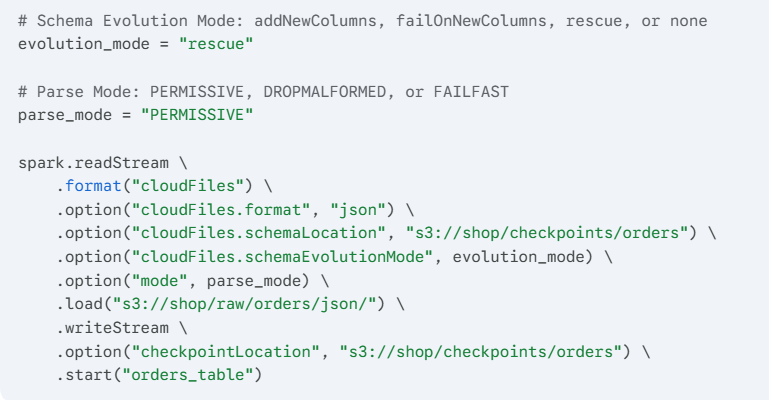 # Schema Evolution Mode: addNewColumns, failOnNewColumns, rescue, or none
evolution_mode = "rescue"

# Parse Mode: PERMISSIVE, DROPMALFORMED, or FAILFAST
parse_mode = "PERMISSIVE"

spark.readStream \
    .format("cloudFiles") \
    .option("cloudFiles.format", "json") \
    .option("cloudFiles.schemaLocation", "s3://shop/checkpoints/orders") \
    .option("cloudFiles.schemaEvolutionMode", evolution_mode) \
    .option("mode", parse_mode) \
    .load("s3://shop/raw/orders/json/") \
    .writeStream \
    .option("checkpointLocation", "s3://shop/checkpoints/orders") \
    .start("orders_table")